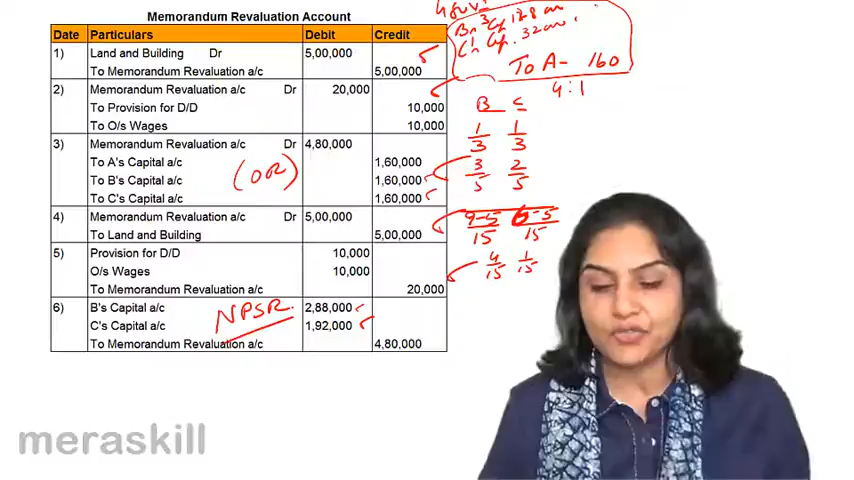 Memorandum Revaluation Account
Date Particulars Debit Credit
1) Land and Building Dr 5,00,000
To Memorandum Revaluation a/c 5,00,000
2) Memorandum Revaluation a/c Dr 20,000
To Provision for D/D 10,000
To O/s Wages 10,000
3) Memorandum Revaluation a/c Dr 4,80,000
To A's Capital a/c 1,60,000
To B's Capital a/c 1,60,000
To C's Capital a/c 1,60,000
(OR)
4) Memorandum Revaluation a/c Dr 5,00,000
To Land and Building 5,00,000
5) Provision for D/D 10,000
O/s Wages 10,000
To Memorandum Revaluation a/c 20,000
6) B's Capital a/c 2,88,000
C's Capital a/c 1,92,000
To Memorandum Revaluation a/c 4,80,000
NPSR
To A- 160
4:1
B C
1/3 1/3
3/5 2/5
9-5/15 6-5/15
4/15 1/15
meraskill